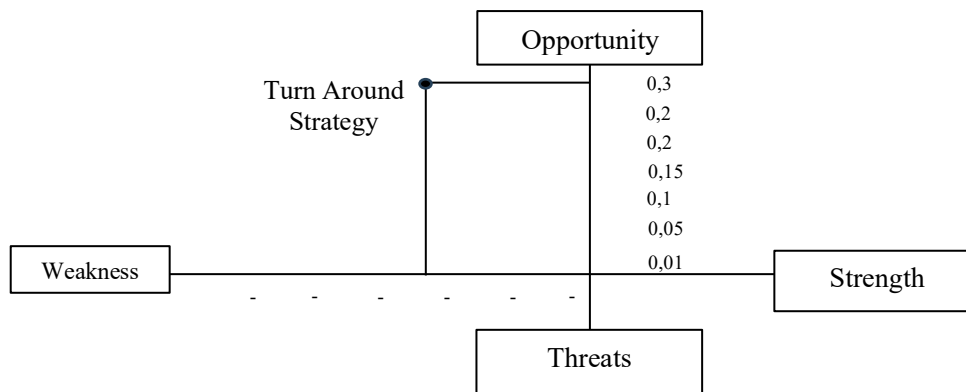 Opportunity
Turn Around
Strategy
0,3
0,2
0,2
0,15
0,1
0,05
0,01
Weakness
Strength
- - - - - -
Threats